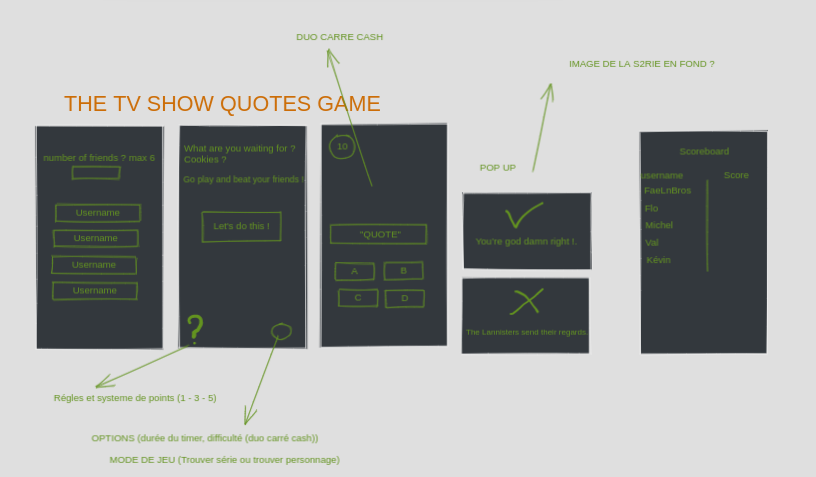 DUO CARRE CASH
IMAGE DE LA S2RIE EN FOND ?
THE TV SHOW QUOTES GAME
number of friends ? max 6
Username
Username
Username
Username
What are you waiting for ?
Cookies ?
Go play and beat your friends !
Let's do this !
?
Régles et systeme de points (1 - 3 - 5)
OPTIONS (durée du timer, difficulté (duo carré cash))
MODE DE JEU (Trouver série ou trouver personnage)
10
"QUOTE"
A B
C D
POP UP
You're god damn right !.
The Lannisters send their regards.
Scoreboard
username Score
FaeLnBros
Flo
Michel
Val
Kévin